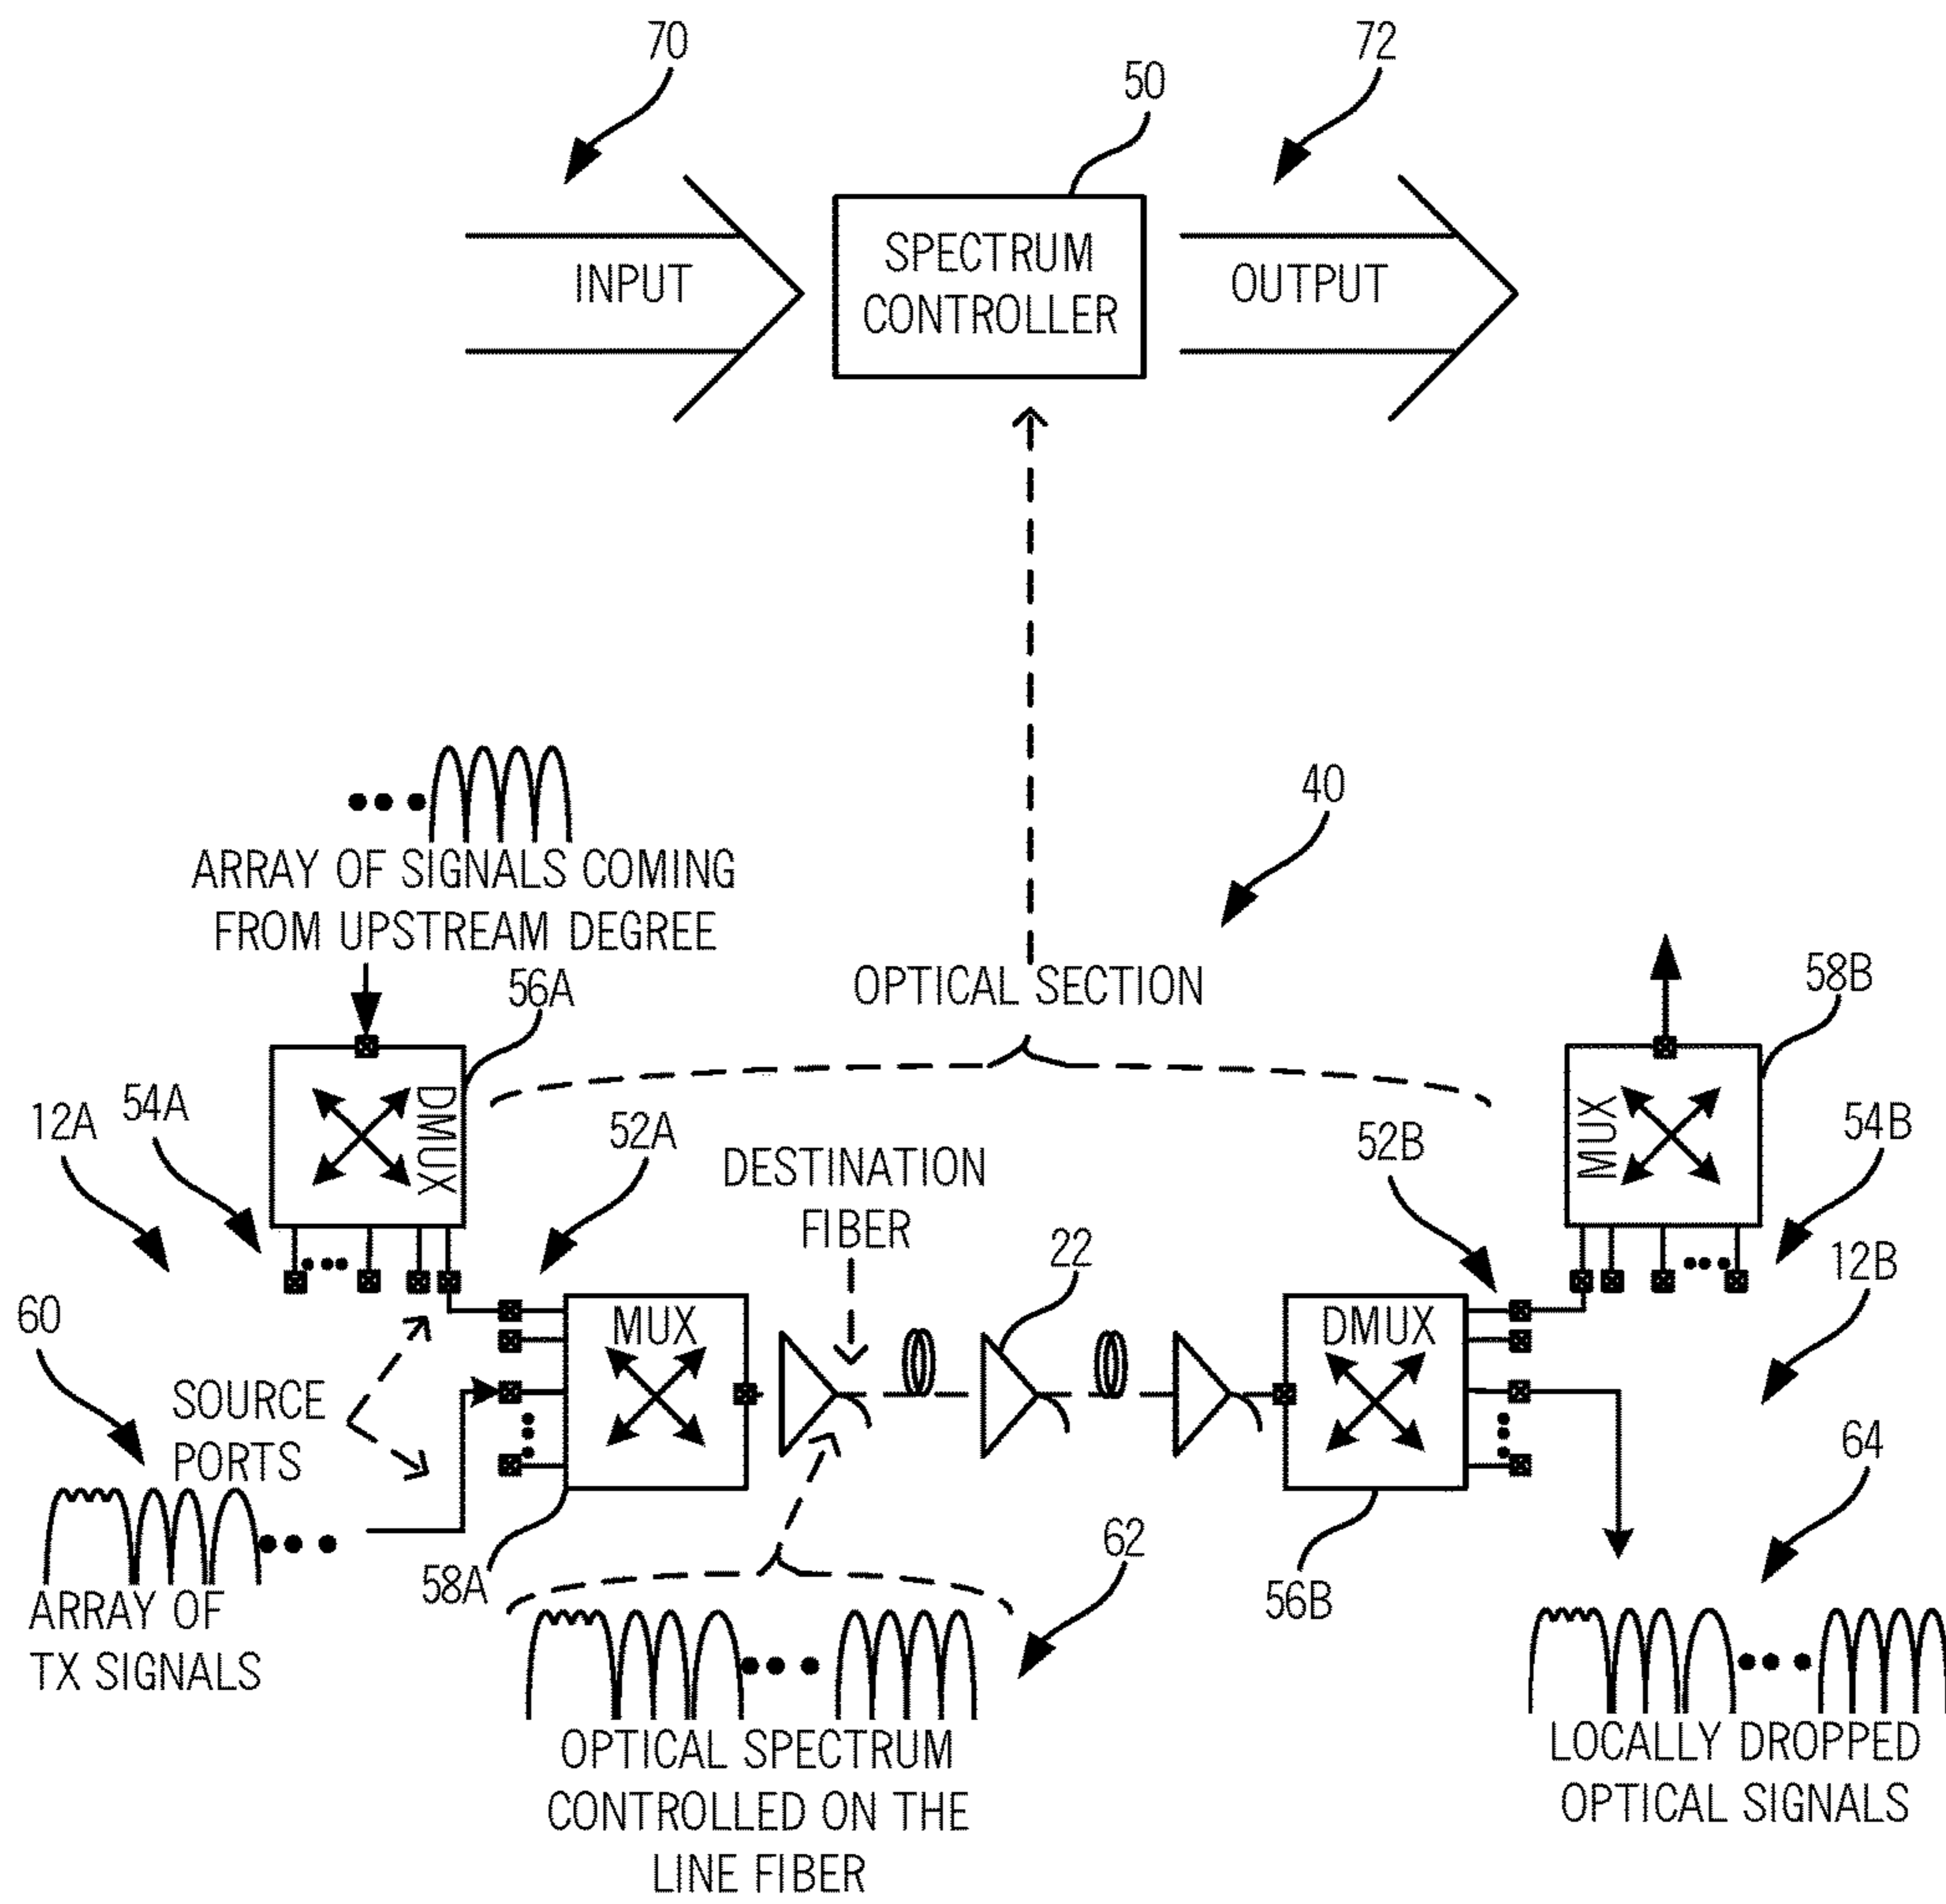 70
72
50
INPUT
SPECTRUM
CONTROLLER
OUTPUT
40
ARRAY OF SIGNALS COMING
FROM UPSTREAM DEGREE
56A
OPTICAL SECTION
58B
12A
54A
DMUX
52A
DESTINATION
FIBER
52B
MUX
54B
22
12B
60
MUX
DMUX
SOURCE
PORTS
64
58A
62
56B
ARRAY OF
TX SIGNALS
OPTICAL SPECTRUM
CONTROLLED ON THE
LINE FIBER
LOCALLY DROPPED
OPTICAL SIGNALS